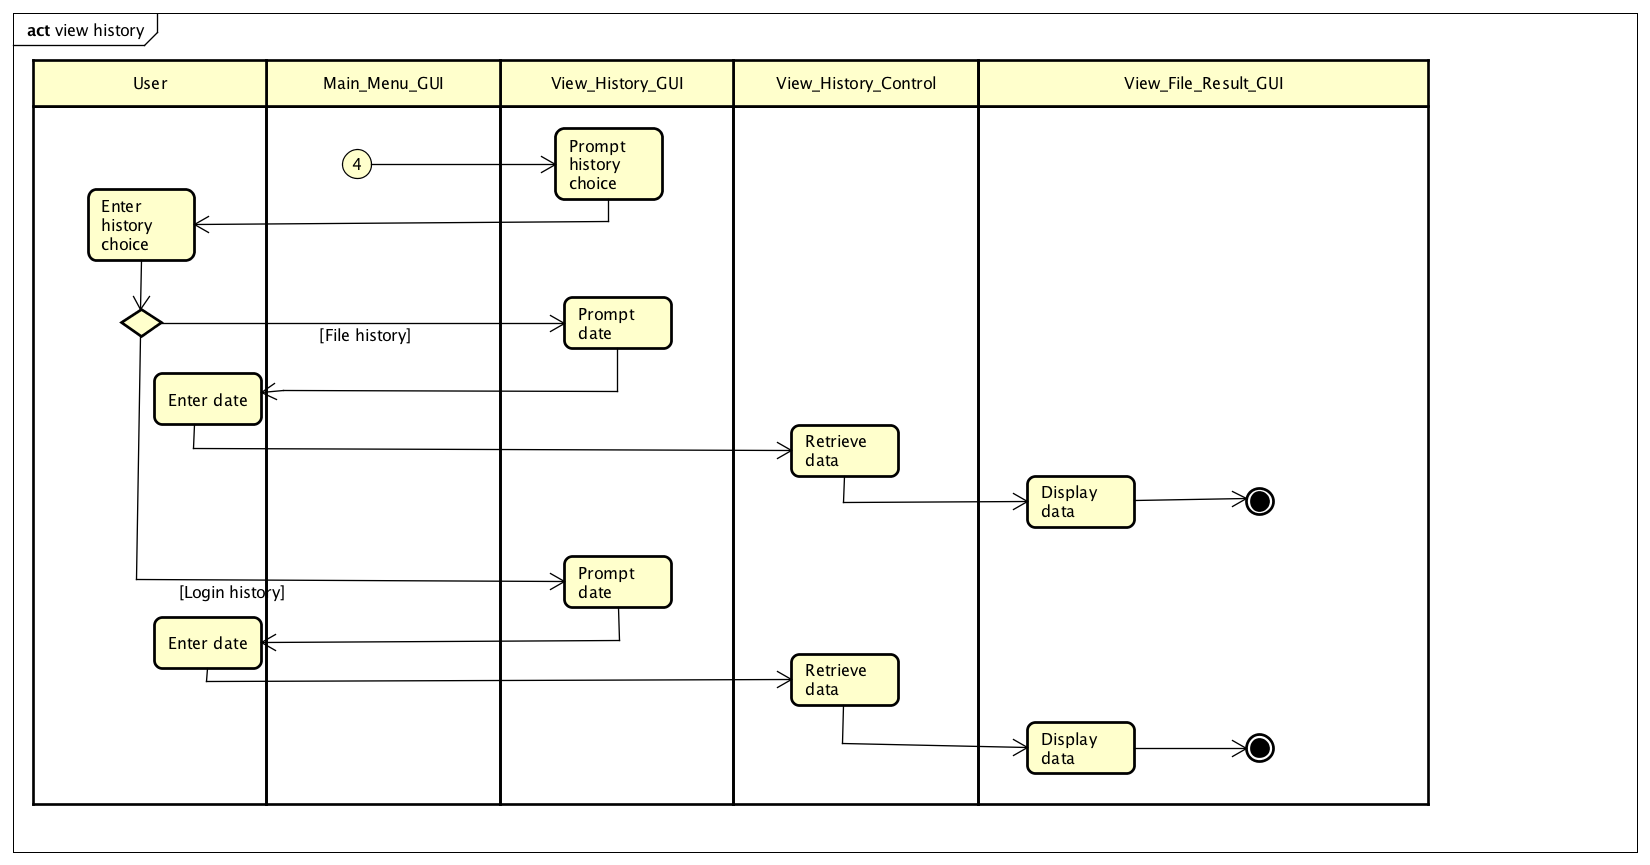 act view history
User
Main_Menu_GUI
View_History_GUI
View_History_Control
View_File_Result_GUI
4
Prompt
history
choice
Enter
history
choice
[File history]
Prompt
date
Enter date
Retrieve
data
Display
data
[Login history]
Prompt
date
Enter date
Retrieve
data
Display
data